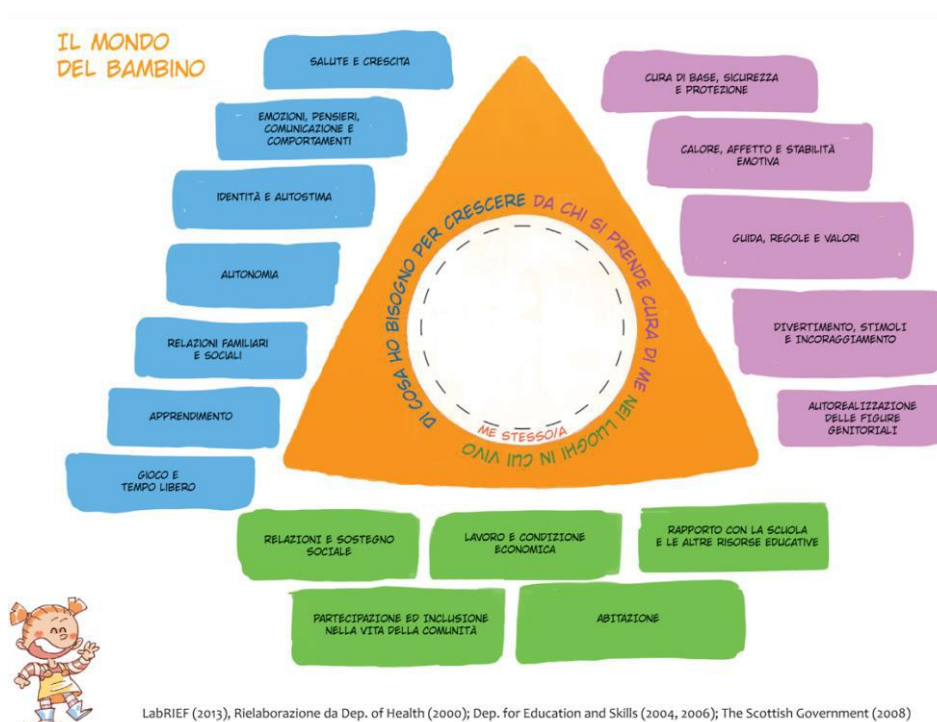 IL MONDO
DEL BAMBINO
SALUTE E CRESCITA
EMOZIONI, PENSIERI,
COMUNICAZIONE E
COMPORTAMENTI
IDENTITÀ E AUTOSTIMA
AUTONOMIA
RELAZIONI FAMILIARI
E SOCIALI
APPRENDIMENTO
GIOCO E
TEMPO LIBERO
DI COSA HO BISOGNO PER CRESCERE
DA CHI SI PRENDE CURA DI ME
NEI LUOGHI IN CUI VIVO
ME STESSO/A
CURA DI BASE, SICUREZZA
E PROTEZIONE
CALORE, AFFETTO E STABILITÀ
EMOTIVA
GUIDA, REGOLE E VALORI
DIVERTIMENTO, STIMOLI
E INCORAGGIAMENTO
AUTOREALIZZAZIONE
DELLE FIGURE
GENITORIALI
RELAZIONI E SOSTEGNO
SOCIALE
LAVORO E CONDIZIONE
ECONOMICA
RAPPORTO CON LA SCUOLA
E LE ALTRE RISORSE EDUCATIVE
PARTECIPAZIONE ED INCLUSIONE
NELLA VITA DELLA COMUNITÀ
ABITAZIONE
LabRIEF (2013), Rielaborazione da Dep. of Health (2000); Dep. for Education and Skills (2004, 2006); The Scottish Government (2008)